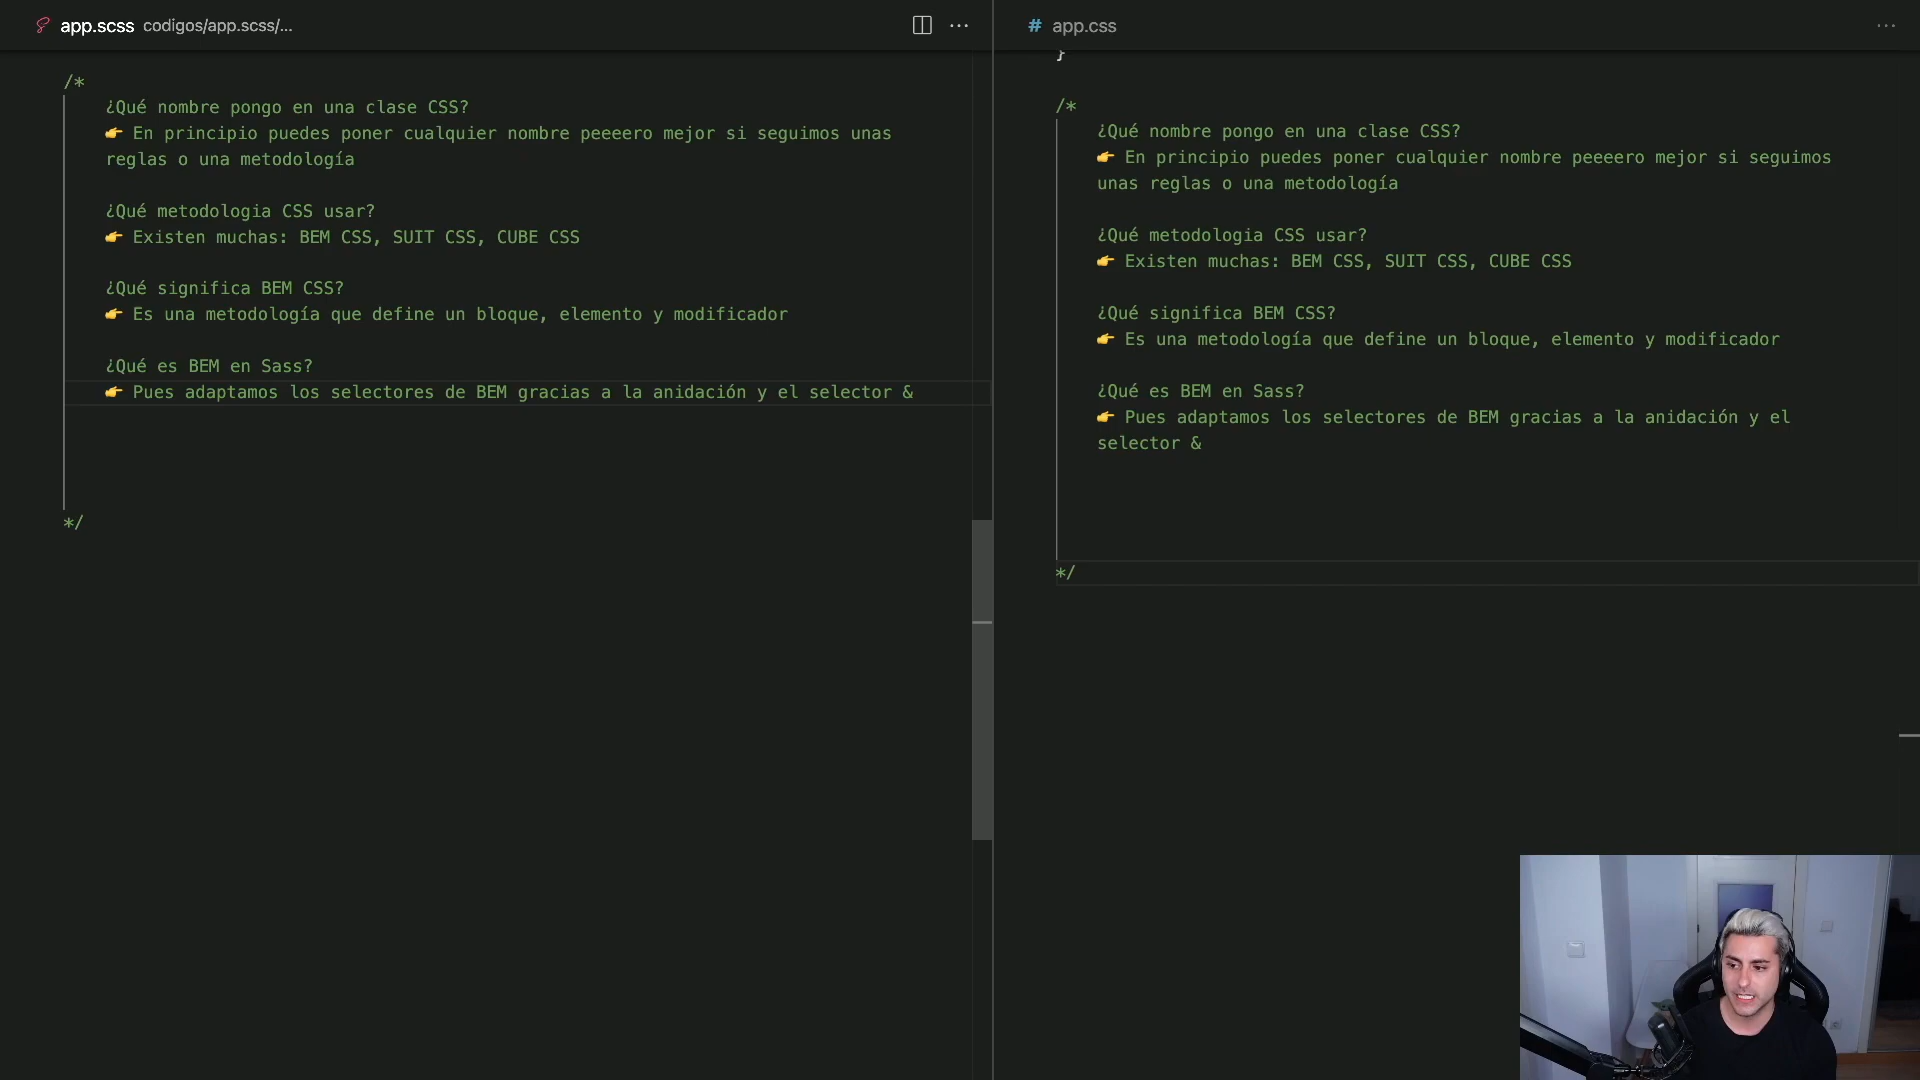 app.scss codigos/app.scss/...
/*
¿Qué nombre pongo en una clase CSS?
👉 En principio puedes poner cualquier nombre peeeero mejor si seguimos unas
reglas o una metodología
¿Qué metodologia CSS usar?
👉 Existen muchas: BEM CSS, SUIT CSS, CUBE CSS
¿Qué significa BEM CSS?
👉 Es una metodología que define un bloque, elemento y modificador
¿Qué es BEM en Sass?
👉 Pues adaptamos los selectores de BEM gracias a la anidación y el selector &
*/
# app.css
}
/*
¿Qué nombre pongo en una clase CSS?
👉 En principio puedes poner cualquier nombre peeeero mejor si seguimos
unas reglas o una metodología
¿Qué metodologia CSS usar?
👉 Existen muchas: BEM CSS, SUIT CSS, CUBE CSS
¿Qué significa BEM CSS?
👉 Es una metodología que define un bloque, elemento y modificador
¿Qué es BEM en Sass?
👉 Pues adaptamos los selectores de BEM gracias a la anidación y el
selector &
*/